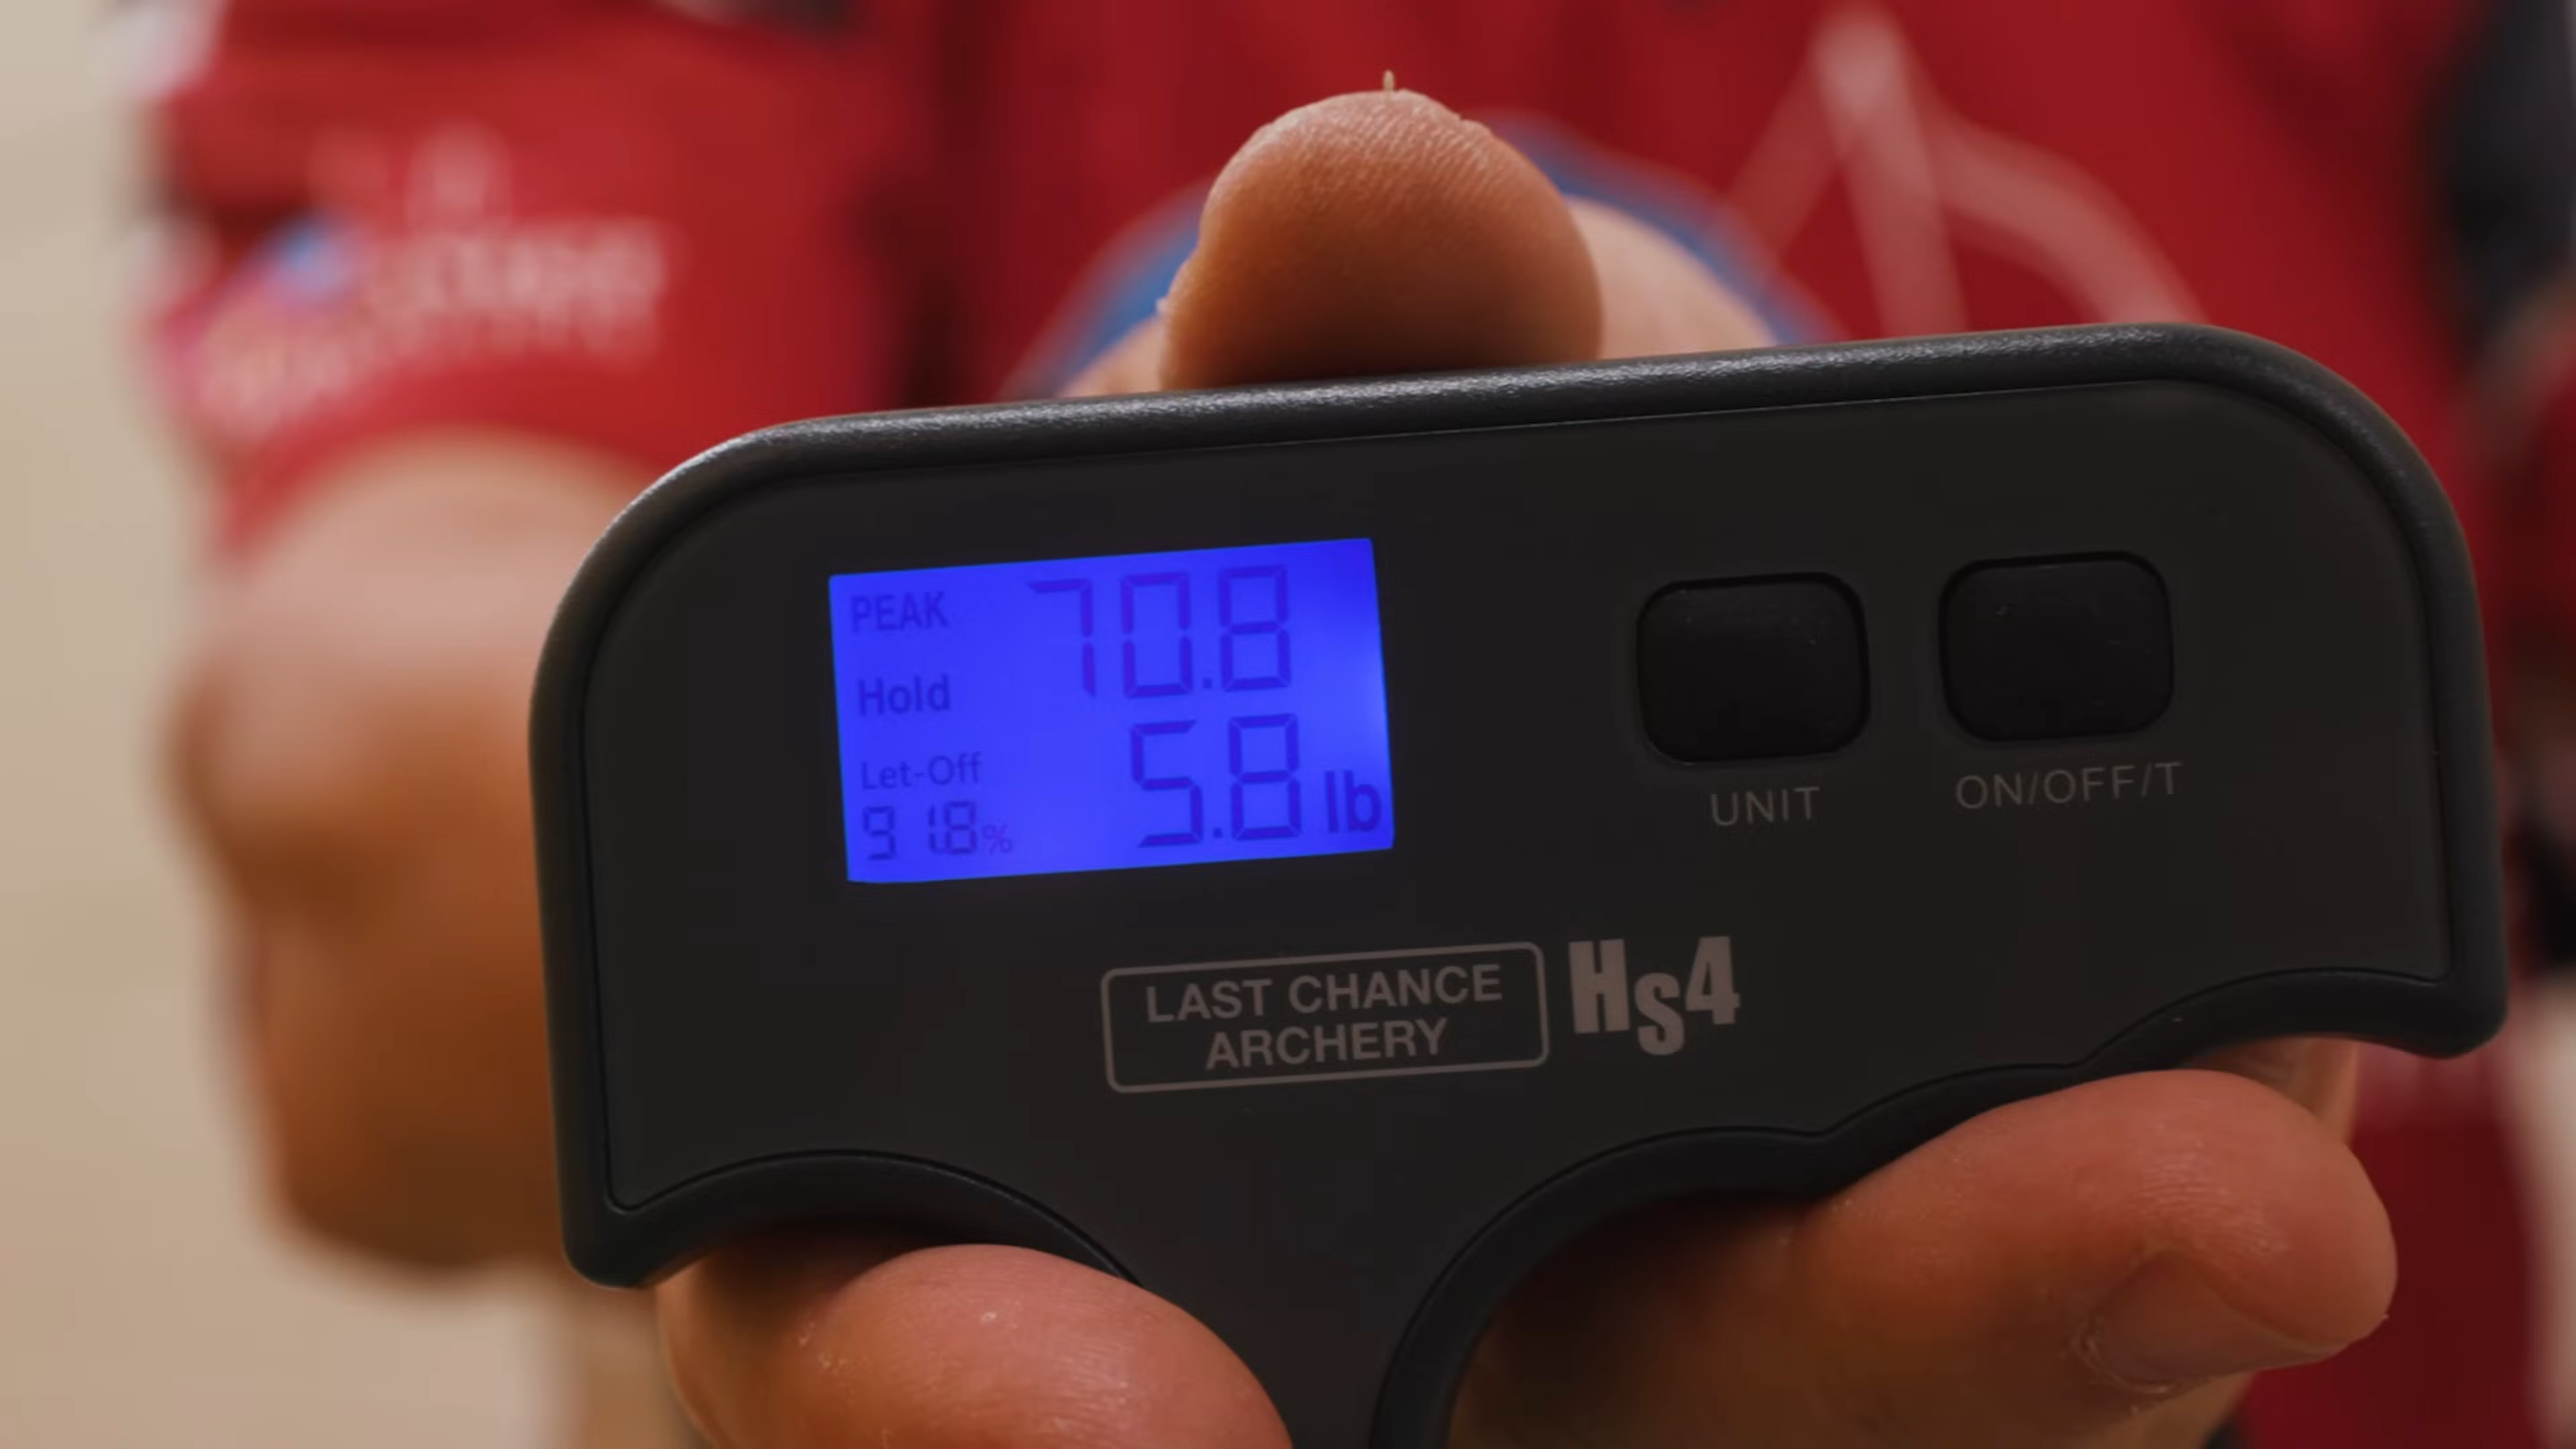 PEAK 70.8
Hold
Let-Off 5.8 lb
91.8%
UNIT
ON/OFF/T
LAST CHANCE
ARCHERY
HS4